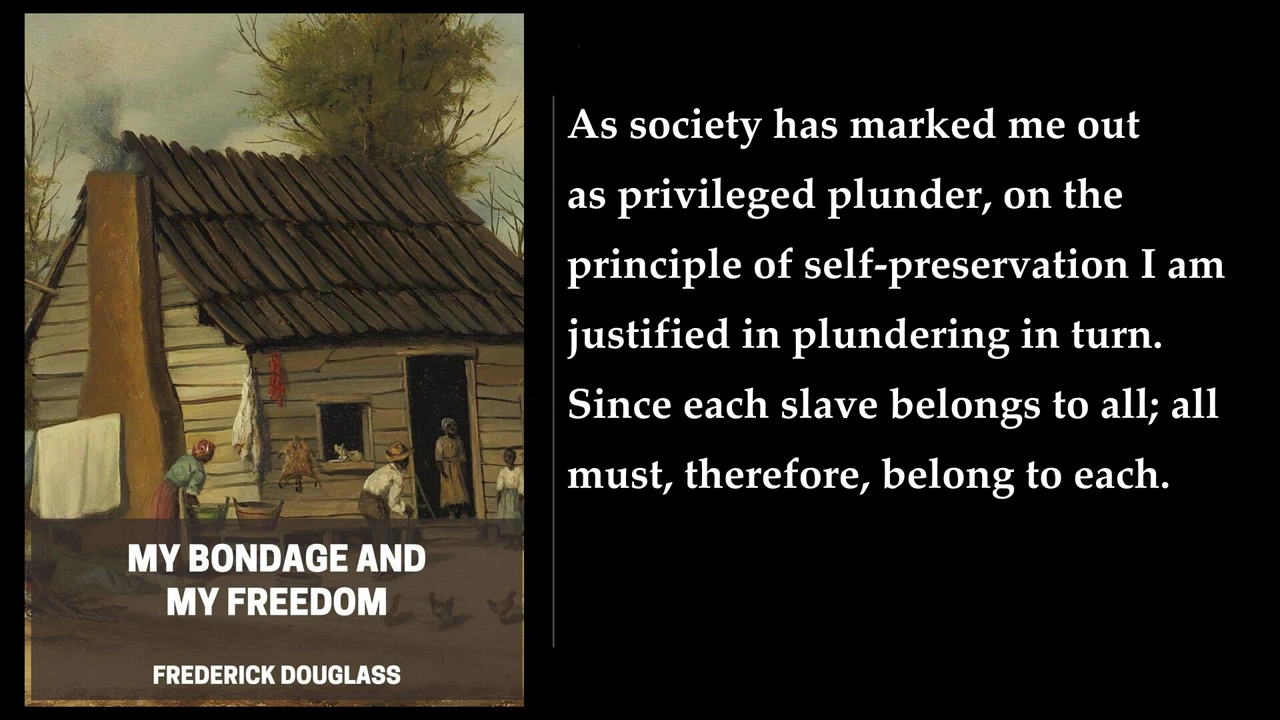 MY BONDAGE AND
MY FREEDOM
FREDERICK DOUGLASS
As society has marked me out
as privileged plunder, on the
principle of self-preservation I am
justified in plundering in turn.
Since each slave belongs to all; all
must, therefore, belong to each.